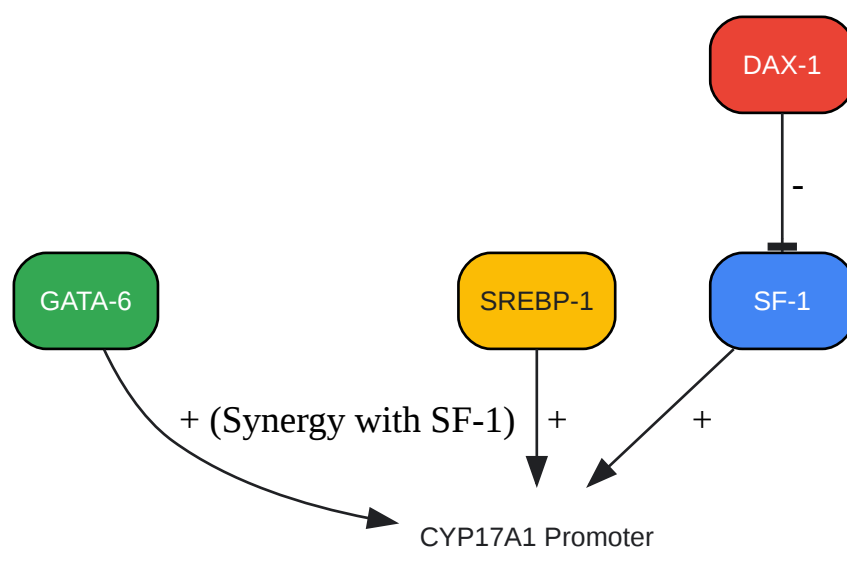 DAX-1
-
GATA-6
SREBP-1
SF-1
+ (Synergy with SF-1)
+
+
CYP17A1 Promoter